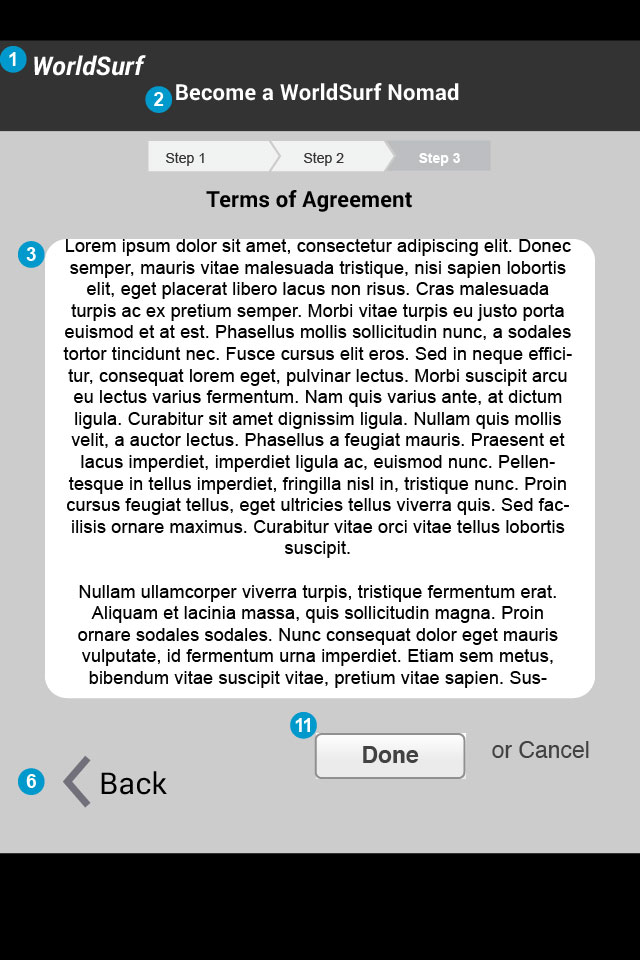 1
WorldSurf
2
Become a WorldSurf Nomad
Step 1
Step 2
Step 3
Terms of Agreement
3
Lorem ipsum dolor sit amet, consectetur adipiscing elit. Donec
semper, mauris vitae malesuada tristique, nisi sapien lobortis
elit, eget placerat libero lacus non risus. Cras malesuada
turpis ac ex pretium semper. Morbi vitae turpis eu justo porta
euismod et at est. Phasellus mollis sollicitudin nunc, a sodales
tortor tincidunt nec. Fusce cursus elit eros. Sed in neque effici-
tur, consequat lorem eget, pulvinar lectus. Morbi suscipit arcu
eu lectus varius fermentum. Nam quis varius ante, at dictum
ligula. Curabitur sit amet dignissim ligula. Nullam quis mollis
velit, a auctor lectus. Phasellus a feugiat mauris. Praesent et
lacus imperdiet, imperdiet ligula ac, euismod nunc. Pellen-
tesque in tellus imperdiet, fringilla nisl in, tristique nunc. Proin
cursus feugiat tellus, eget ultricies tellus viverra quis. Sed fac-
ilisis ornare maximus. Curabitur vitae orci vitae tellus lobortis
suscipit.
Nullam ullamcorper viverra turpis, tristique fermentum erat.
Aliquam et lacinia massa, quis sollicitudin magna. Proin
ornare sodales sodales. Nunc consequat dolor eget mauris
vulputate, id fermentum urna imperdiet. Etiam sem metus,
bibendum vitae suscipit vitae, pretium vitae sapien. Sus-
11
Done
or Cancel
6
Back